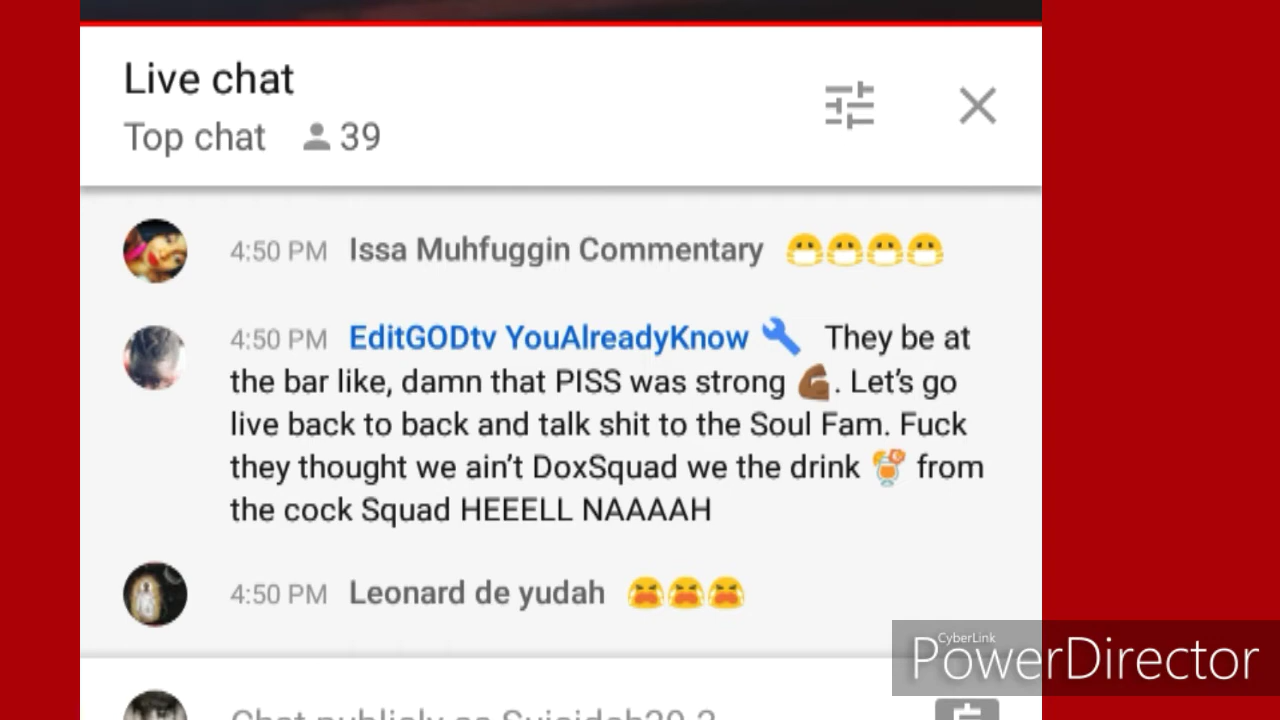 Live chat
Top chat 39
4:50 PM Issa Muhfuggin Commentary 😷😷😷😷
4:50 PM EditGODtv YouAlreadyKnow 🔧 They be at
the bar like, damn that PISS was strong 💪🏾. Let's go
live back to back and talk shit to the Soul Fam. Fuck
they thought we ain't DoxSquad we the drink 🍹 from
the cock Squad HEEELL NAAAAH
4:50 PM Leonard de yudah 😫😫😫
Chat publicly as
CyberLink
PowerDirector